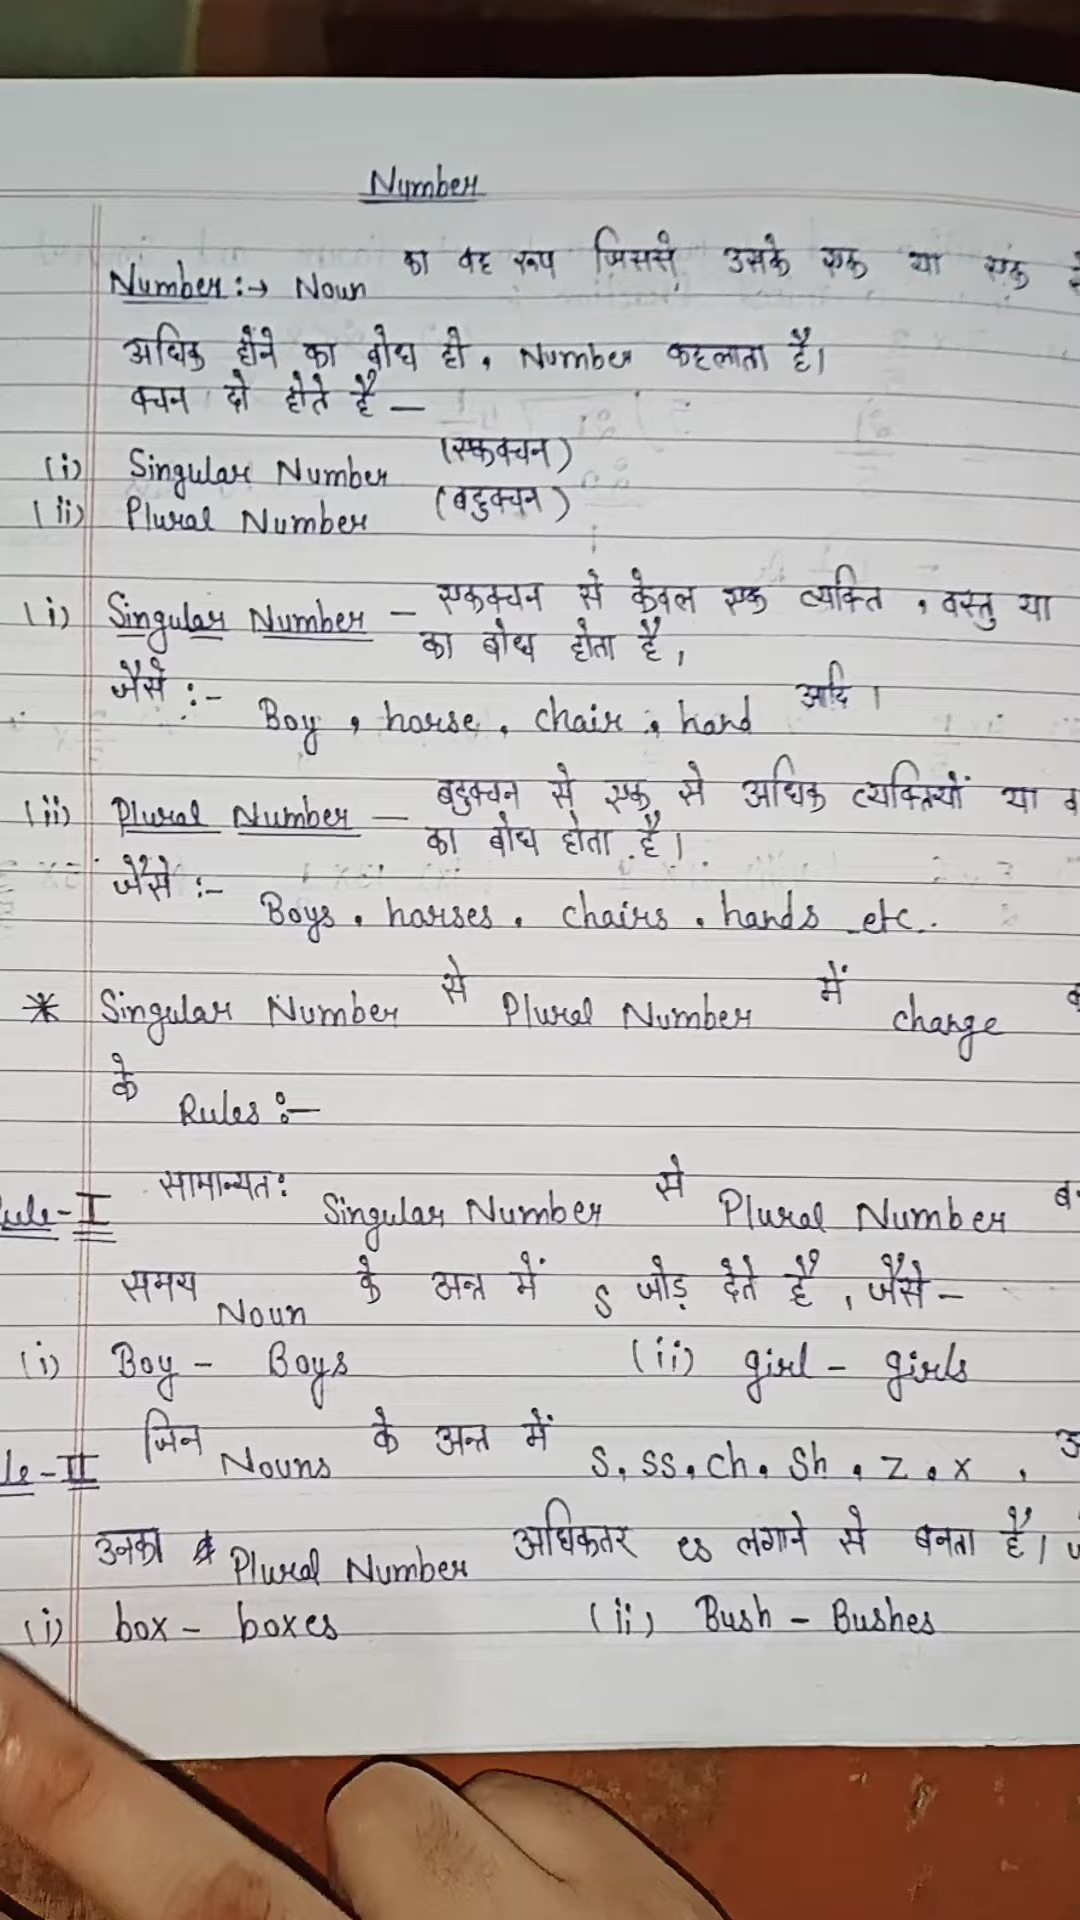 Number
Number:→ Noun का वह रूप जिससे उसके एक या एक से
अधिक होने का बोध हो, Number कहलाता है।
वचन दो होते हैं –
(i) Singular Number (एकवचन)
(ii) Plural Number (बहुवचन)
(i) Singular Number – एकवचन से केवल एक व्यक्ति, वस्तु या
का बोध होता है,
जैसे :-
Boy, horse, chair, hand आदि।
(ii) Plural Number – बहुवचन से एक से अधिक व्यक्तियों या
का बोध होता है।
जैसे :-
Boys, horses, chairs, hands etc.
* Singular Number से Plural Number में change
के Rules :-
Rule-I सामान्यत: Singular Number से Plural Number
समय Noun के अन्त में s जोड़ देते हैं, जैसे –
(i) Boy – Boys (ii) girl – girls
Rule-II जिन Nouns के अन्त में s, ss, ch, sh, z, x,
उनका Plural Number अधिकतर es लगाने से बनता है।
(i) box – boxes (ii) Bush – Bushes